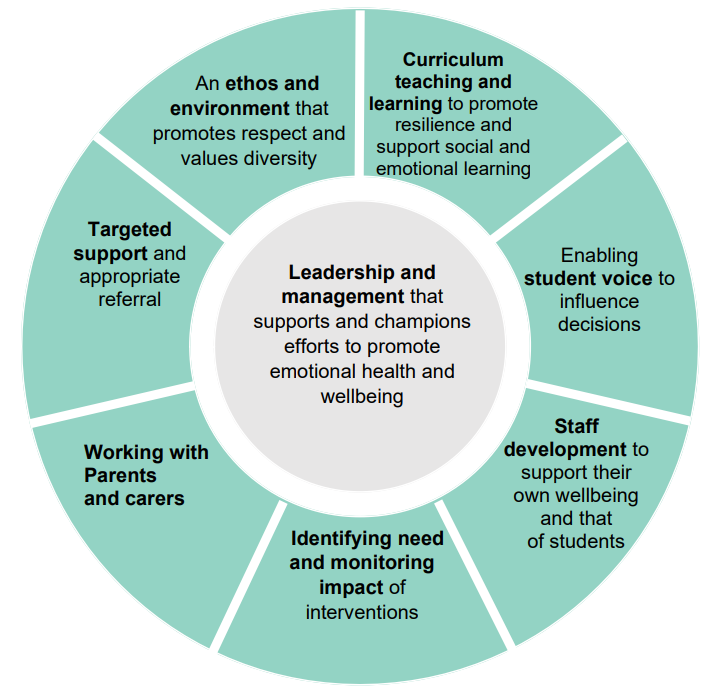 An ethos and
environment that
promotes respect and
values diversity
Curriculum
teaching and
learning to promote
resilience and
support social and
emotional learning
Enabling
student voice to
influence
decisions
Staff
development to
support their
own wellbeing
and that
of students
Identifying need
and monitoring
impact of
interventions
Working with
Parents
and carers
Targeted
support and
appropriate
referral
Leadership and
management that
supports and champions
efforts to promote
emotional health and
wellbeing